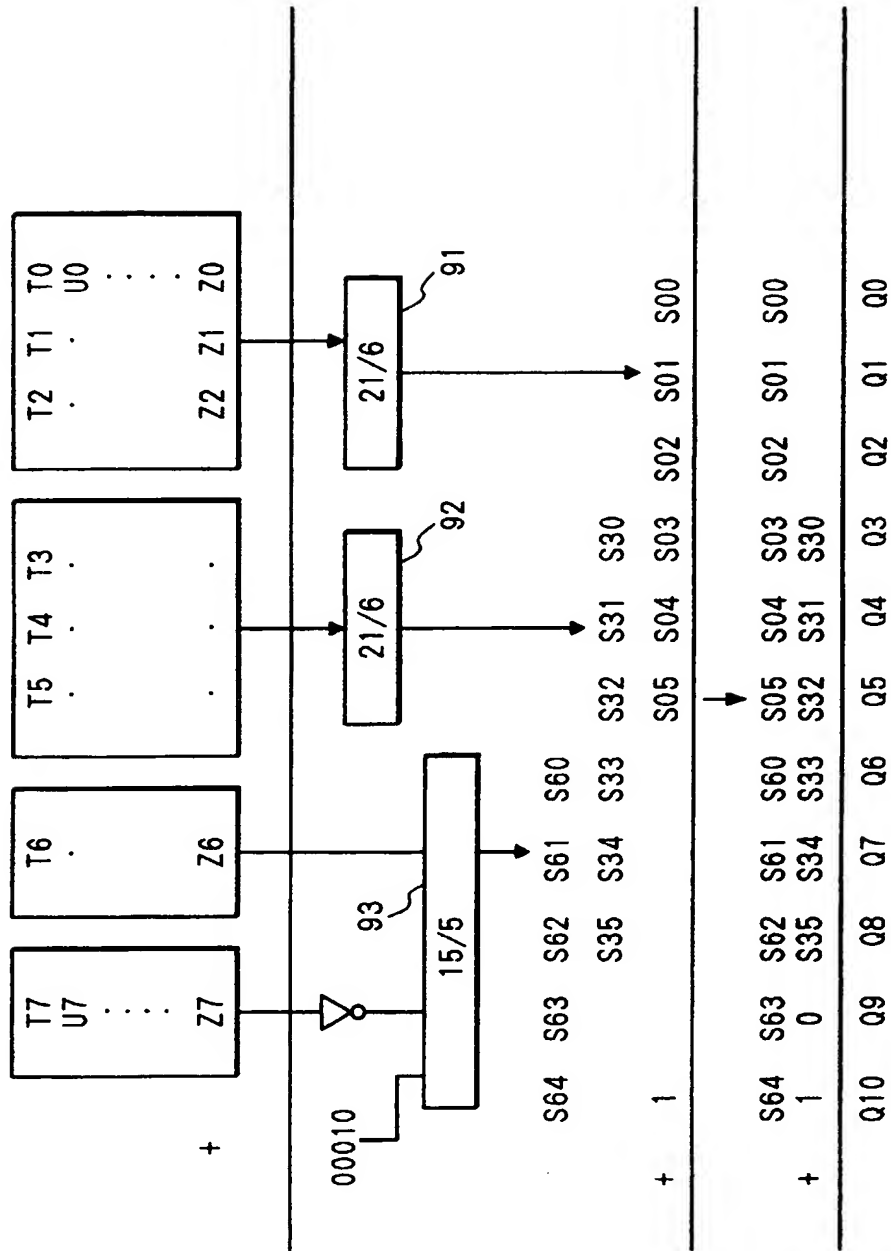 T7 T6 T5 T4 T3 T2 T1 T0
U7 · · · · · U0
· · · · · · · ·
+ Z7 Z6 · · Z2 Z1 Z0
00010
93 92 91
15/5 21/6 21/6
S64 S63 S62 S61 S60
S35 S34 S33 S32 S31 S30
+ 1 S05 S04 S03 S02 S01 S00
S64 S63 S62 S61 S60 S05 S04 S03 S02 S01 S00
+ 1 0 S35 S34 S33 S32 S31 S30
Q10 Q9 Q8 Q7 Q6 Q5 Q4 Q3 Q2 Q1 Q0